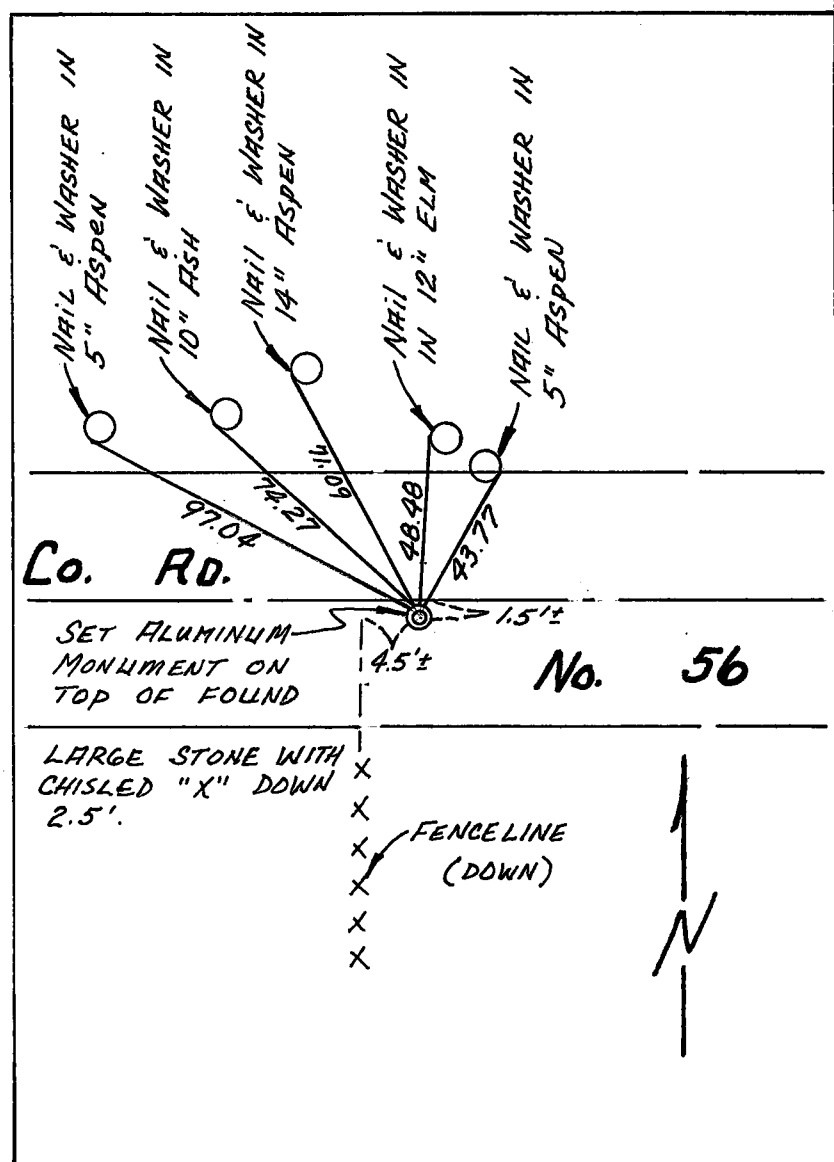 NAIL & WASHER IN
5" ASPEN
NAIL & WASHER IN
10" ASH
NAIL & WASHER IN
14" ASPEN
NAIL & WASHER
IN 12" ELM
NAIL & WASHER IN
5" ASPEN
97.04
74.27
48.48
43.77
Co. RD.
1.5'±
SET ALUMINUM
MONUMENT ON
TOP OF FOUND
4.5'±
No. 56
LARGE STONE WITH
CHISLED "X" DOWN
2.5'.
FENCELINE
(DOWN)
N